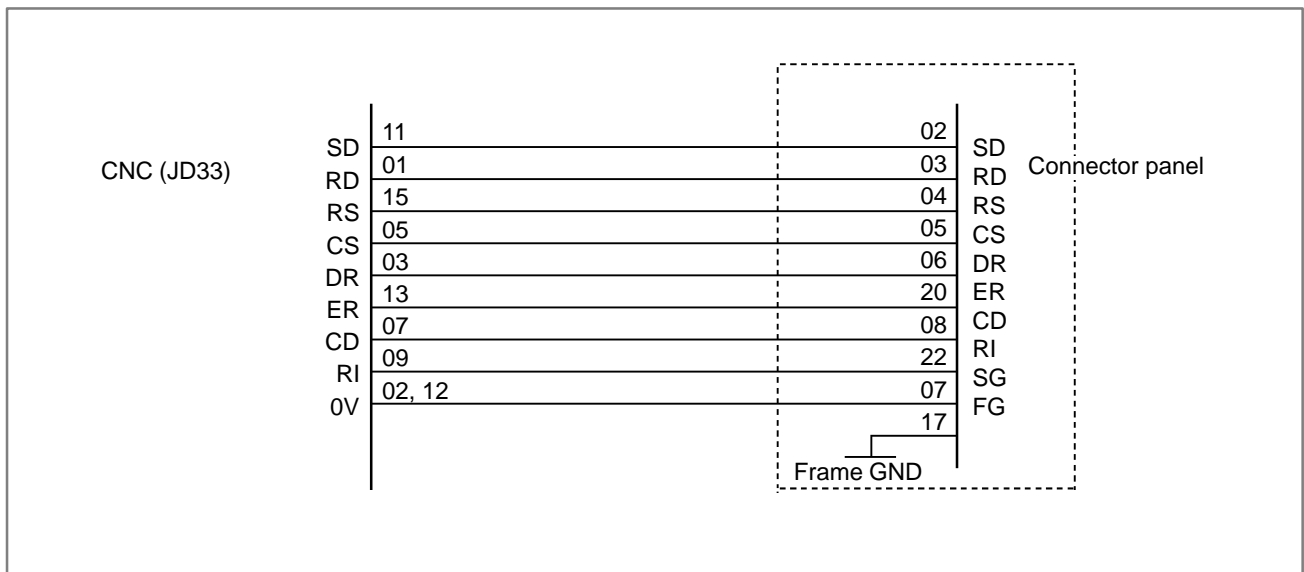 CNC (JD33)
Connector panel
SD 11 02 SD
RD 01 03 RD
RS 15 04 RS
CS 05 05 CS
DR 03 06 DR
ER 13 20 ER
CD 07 08 CD
RI 09 22 RI
0V 02, 12 07 SG
17 FG
Frame GND